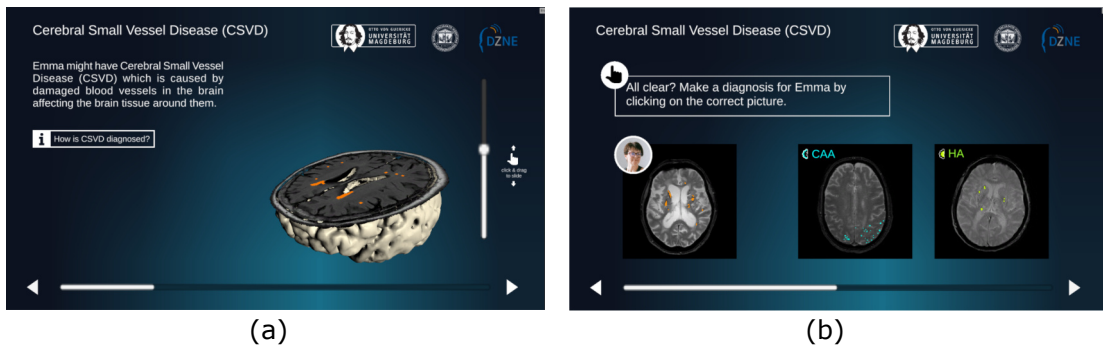 Cerebral Small Vessel Disease (CSVD)
OTTO VON GUERICKE
UNIVERSITÄT
MAGDEBURG
DZNE
Emma might have Cerebral Small Vessel
Disease (CSVD) which is caused by
damaged blood vessels in the brain
affecting the brain tissue around them.
i How is CSVD diagnosed?
click & drag
to slide
(a)
Cerebral Small Vessel Disease (CSVD)
OTTO VON GUERICKE
UNIVERSITÄT
MAGDEBURG
DZNE
All clear? Make a diagnosis for Emma by
clicking on the correct picture.
CAA
HA
(b)